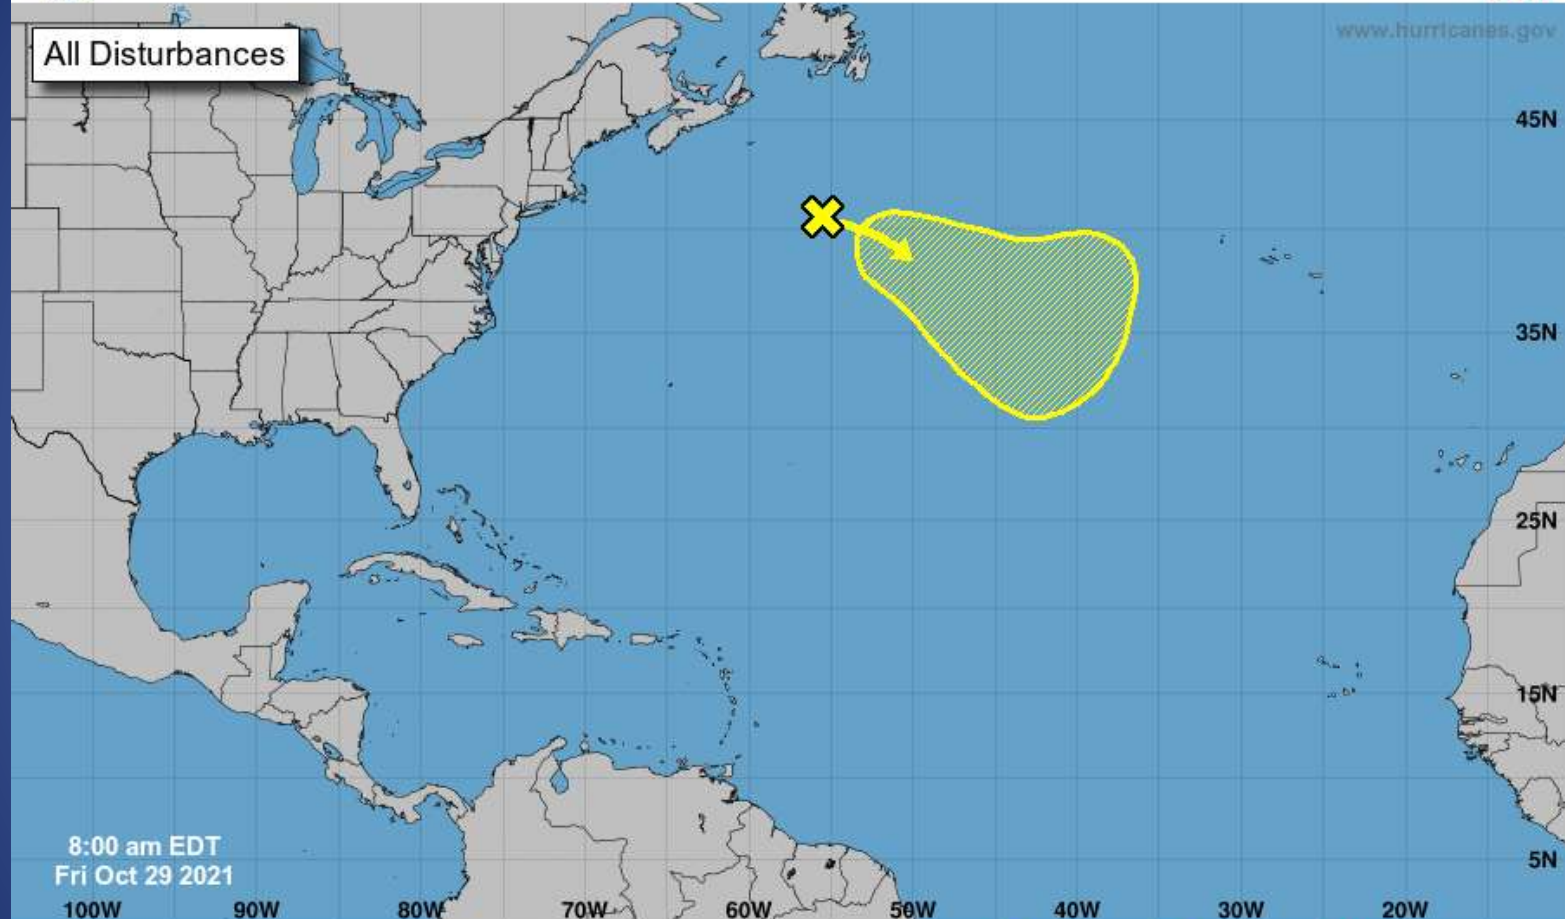 www.hurricanes.gov
All Disturbances
45N
35N
25N
15N
5N
8:00 am EDT
Fri Oct 29 2021
100W 90W 80W 70W 60W 50W 40W 30W 20W